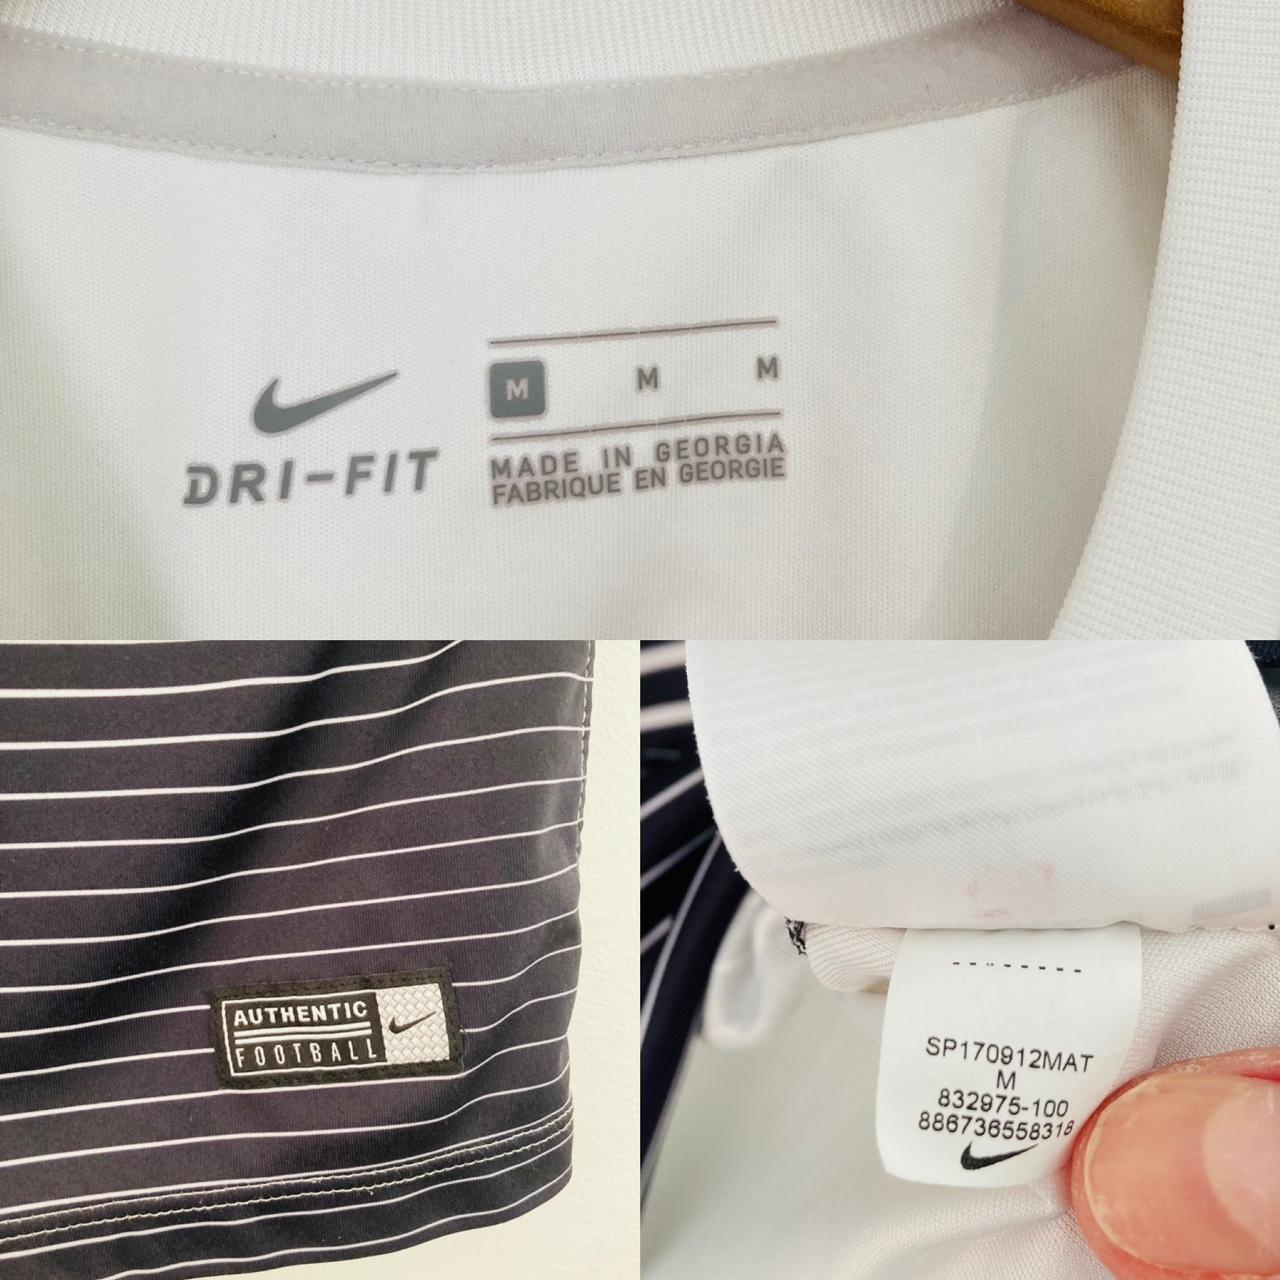 M M M
DRI-FIT
MADE IN GEORGIA
FABRIQUE EN GEORGIE
AUTHENTIC
FOOTBALL
SP170912MAT
M
832975-100
886736558318